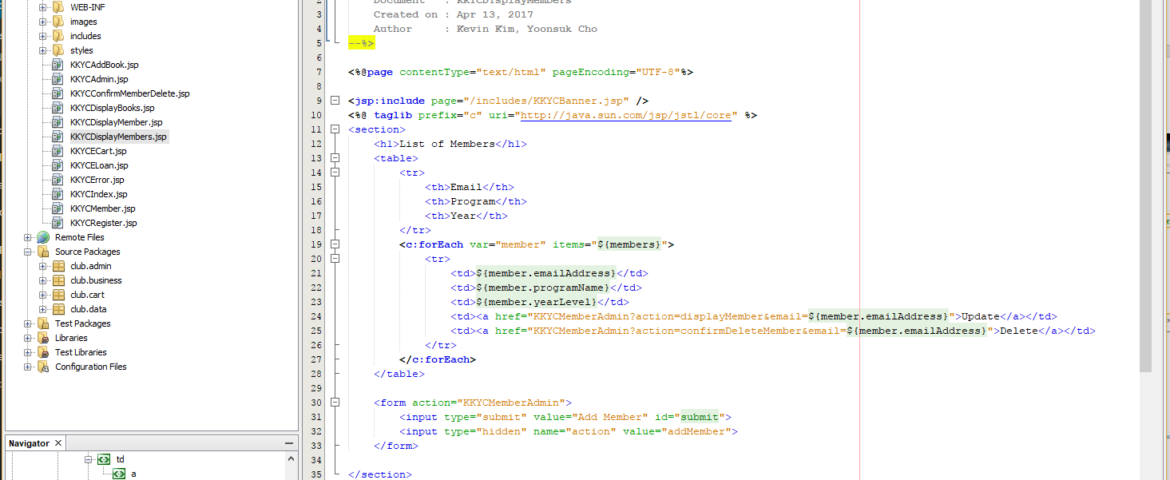 WEB-INF
images
includes
styles
KKYCAddBook.jsp
KKYCAdmin.jsp
KKYCConfirmMemberDelete.jsp
KKYCDisplayBooks.jsp
KKYCDisplayMember.jsp
KKYCDisplayMembers.jsp
KKYCECart.jsp
KKYCELoan.jsp
KKYCError.jsp
KKYCIndex.jsp
KKYCMember.jsp
KKYCRegister.jsp
Remote Files
Source Packages
club.admin
club.business
club.cart
club.data
Test Packages
Libraries
Test Libraries
Configuration Files
Navigator
td
a
2 Document : KKYCDisplayMembers
3 Created on : Apr 13, 2017
4 Author : Kevin Kim, Yoonsuk Cho
5 --%>
6
7 <%@page contentType="text/html" pageEncoding="UTF-8"%>
8
9 <jsp:include page="/includes/KKYCBanner.jsp" />
10 <%@ taglib prefix="c" uri="http://java.sun.com/jsp/jstl/core" %>
11 <section>
12 <h1>List of Members</h1>
13 <table>
14 <tr>
15 <th>Email</th>
16 <th>Program</th>
17 <th>Year</th>
18 </tr>
19 <c:forEach var="member" items="${members}">
20 <tr>
21 <td>${member.emailAddress}</td>
22 <td>${member.programName}</td>
23 <td>${member.yearLevel}</td>
24 <td><a href="KKYCMemberAdmin?action=displayMember&email=${member.emailAddress}">Update</a></td>
25 <td><a href="KKYCMemberAdmin?action=confirmDeleteMember&email=${member.emailAddress}">Delete</a></td>
26 </tr>
27 </c:forEach>
28 </table>
29
30 <form action="KKYCMemberAdmin">
31 <input type="submit" value="Add Member" id="submit">
32 <input type="hidden" name="action" value="addMember">
33 </form>
34
35 </section>